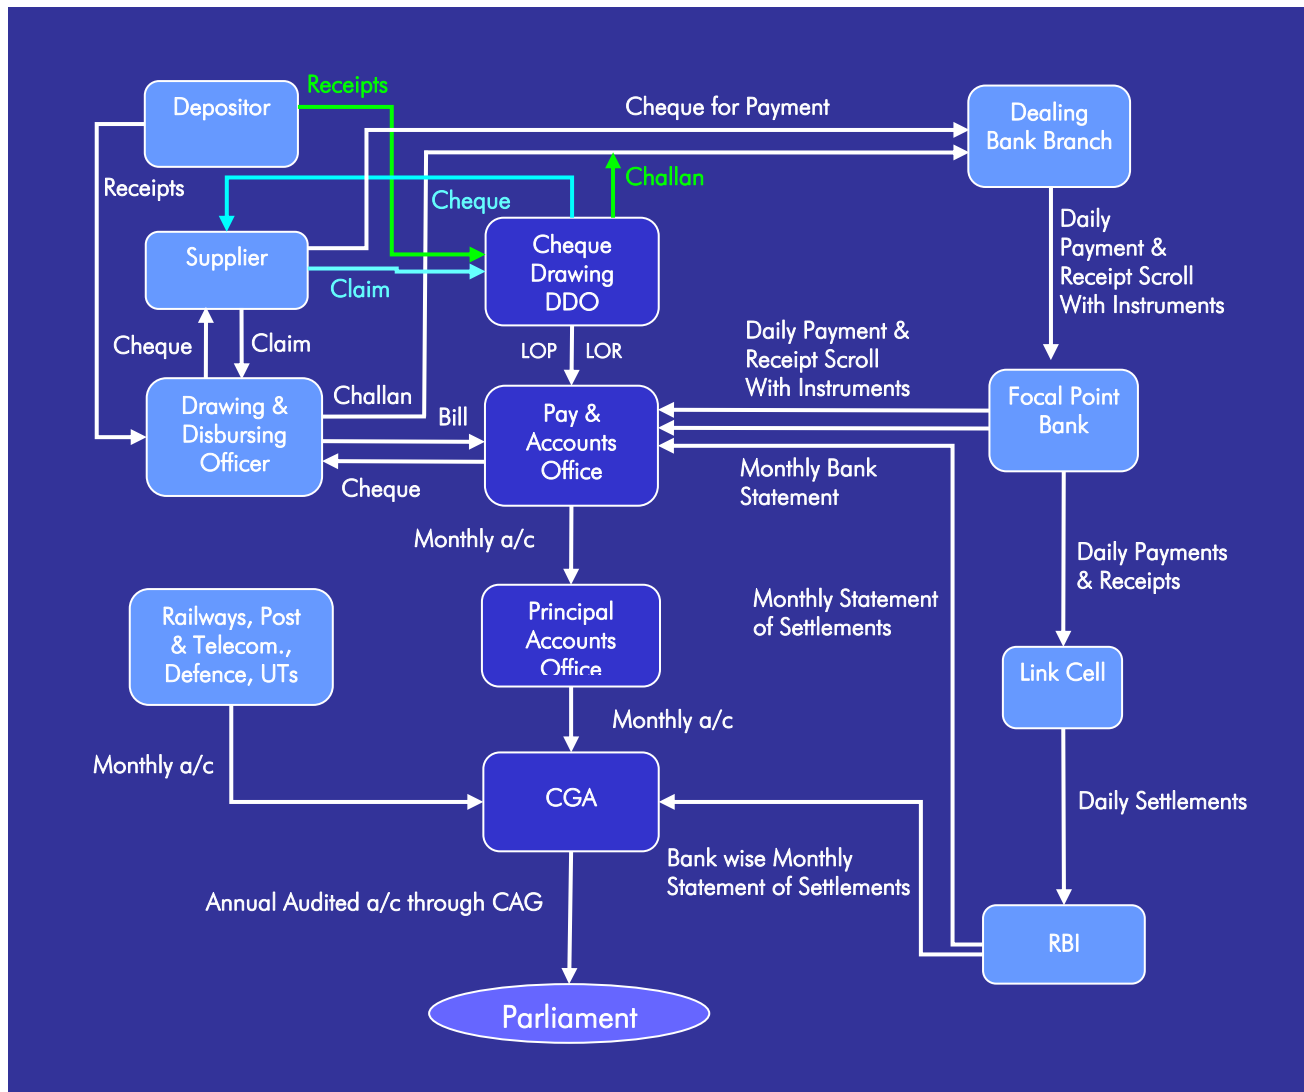 Receipts
Depositor
Cheque for Payment
Dealing
Bank Branch
Receipts
Challan
Cheque
Daily
Payment &
Receipt Scroll
With Instruments
Supplier
Cheque
Drawing
DDO
Claim
Cheque
Claim
LOP
LOR
Daily Payment &
Receipt Scroll
With Instruments
Drawing &
Disbursing
Officer
Challan
Bill
Cheque
Pay &
Accounts
Office
Focal Point
Bank
Monthly Bank
Statement
Monthly a/c
Daily Payments
& Receipts
Railways, Post
& Telecom.,
Defence, UTs
Principal
Accounts
Office
Monthly Statement
of Settlements
Link Cell
Monthly a/c
Monthly a/c
CGA
Daily Settlements
Bank wise Monthly
Statement of Settlements
Annual Audited a/c through CAG
RBI
Parliament